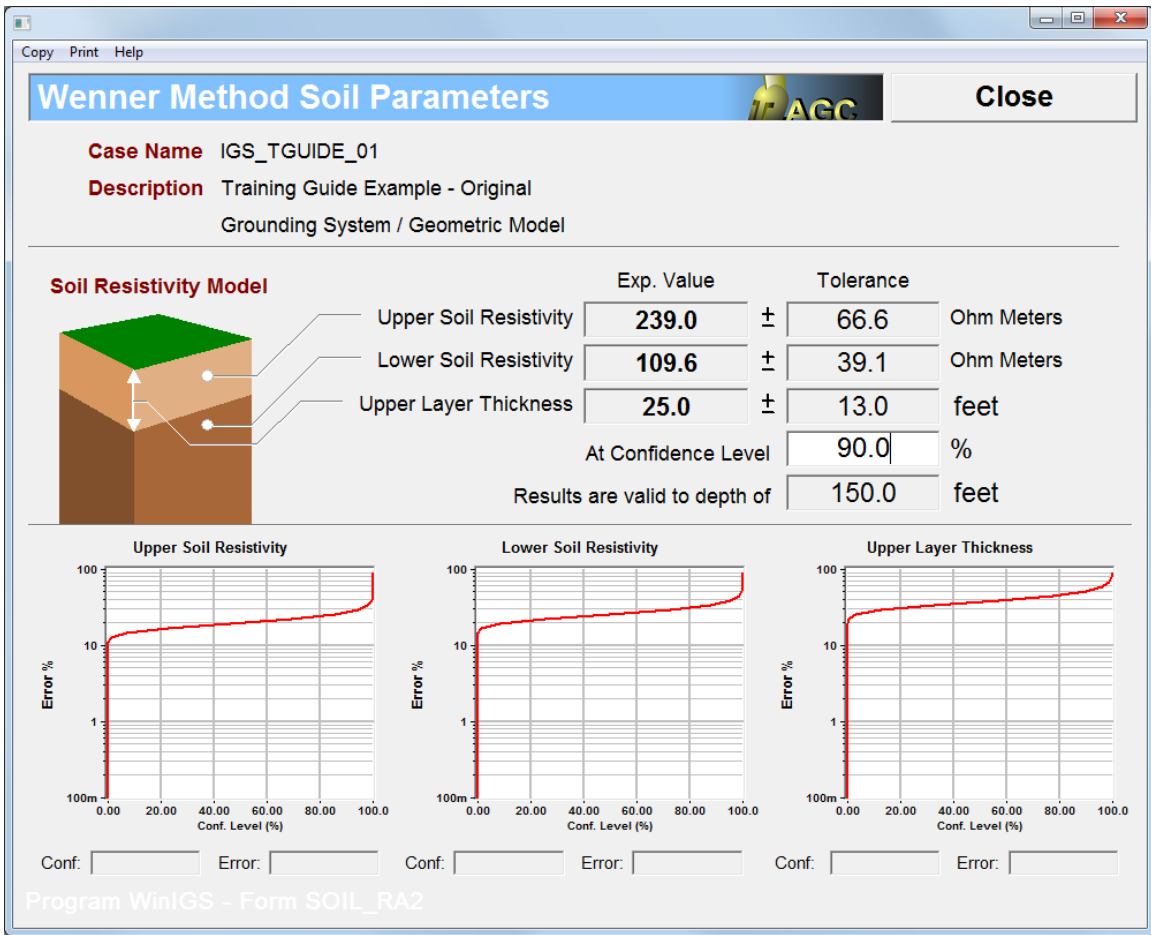 Copy Print Help
Wenner Method Soil Parameters
AGC
Close
Case Name IGS_TGUIDE_01
Description Training Guide Example - Original
Grounding System / Geometric Model
Soil Resistivity Model
Exp. Value Tolerance
Upper Soil Resistivity 239.0 ± 66.6 Ohm Meters
Lower Soil Resistivity 109.6 ± 39.1 Ohm Meters
Upper Layer Thickness 25.0 ± 13.0 feet
At Confidence Level 90.0 %
Results are valid to depth of 150.0 feet
Upper Soil Resistivity
100
10
1
100m
Error %
0.00 20.00 40.00 60.00 80.00 100.0
Conf. Level (%)
Conf: Error:
Lower Soil Resistivity
100
10
1
100m
Error %
0.00 20.00 40.00 60.00 80.00 100.0
Conf. Level (%)
Conf: Error:
Upper Layer Thickness
100
10
1
100m
Error %
0.00 20.00 40.00 60.00 80.00 100.0
Conf. Level (%)
Conf: Error:
Program WinIGS - Form SOIL_RA2